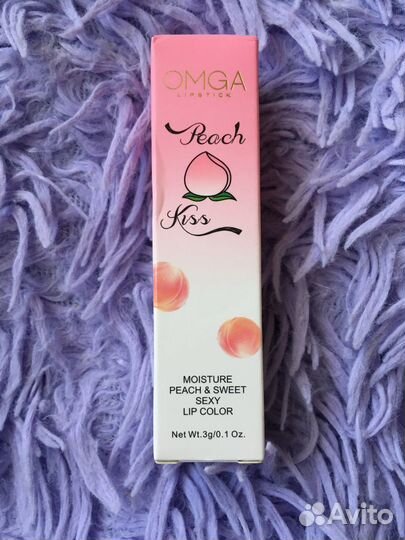 OMGA
LIPSTICK
Peach
Kiss
MOISTURE
PEACH & SWEET
SEXY
LIP COLOR
Net Wt.3g/0.1 Oz.
Avito